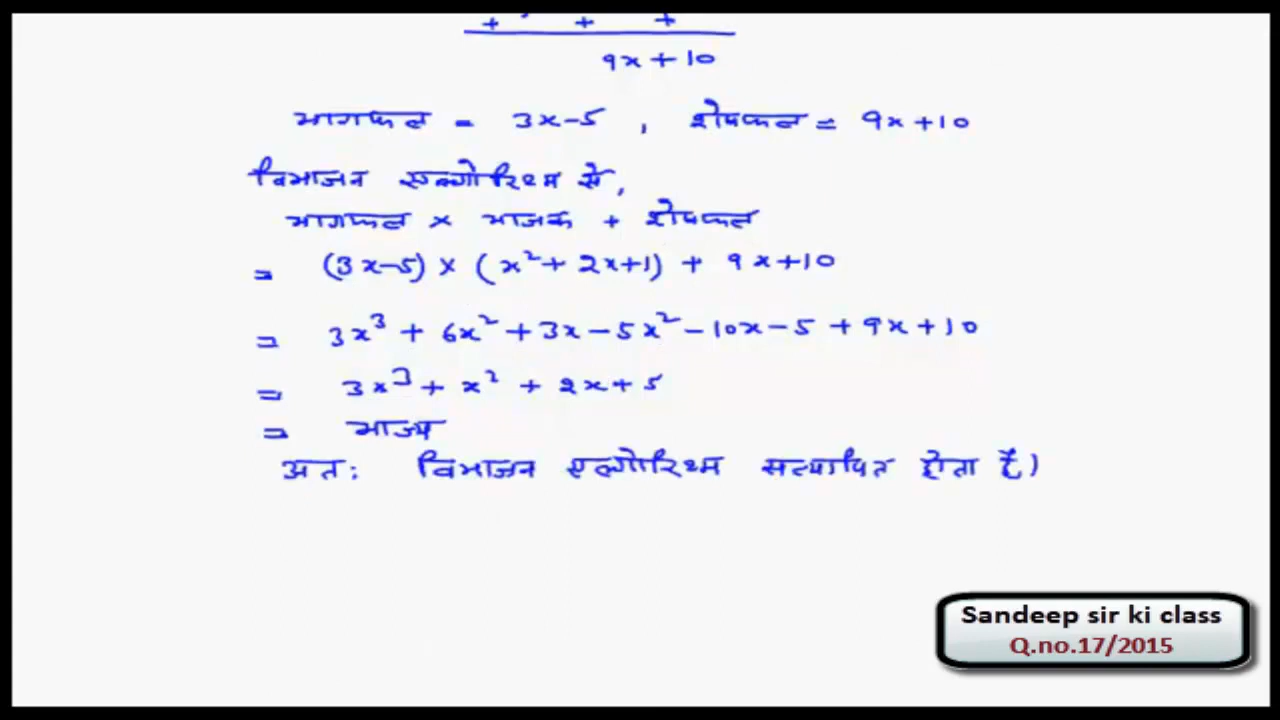 + + +
9x + 10
भागफल = 3x-5 , शेषफल = 9x+10
विभाजन एल्गोरिथ्म से,
भागफल × भाजक + शेषफल
= (3x-5) × (x² + 2x+1) + 9x+10
= 3x³ + 6x² + 3x - 5x² - 10x - 5 + 9x + 10
= 3x³ + x² + 2x + 5
= भाज्य
अतः विभाजन एल्गोरिथ्म सत्यापित होता है)
Sandeep sir ki class
Q.no.17/2015